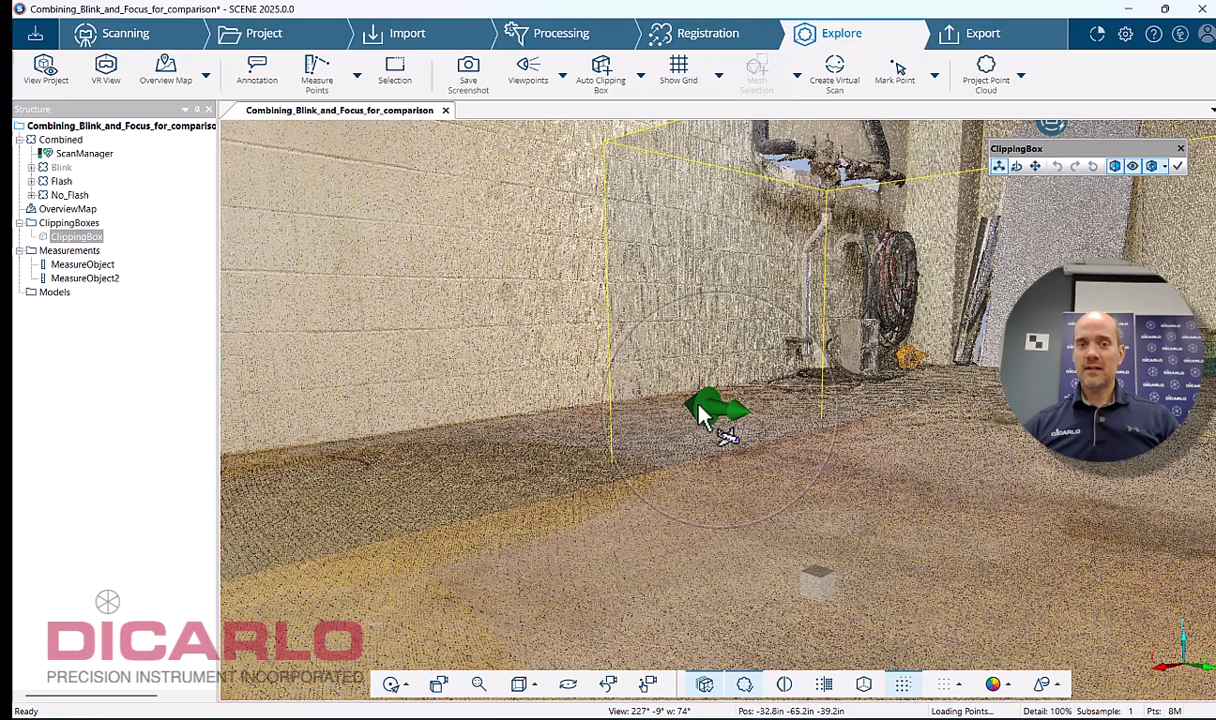 Combining_Blink_and_Focus_for_comparison* - SCENE 2025.0.0
Scanning
Project
Import
Processing
Registration
Explore
Export
View Project
VR View
Overview Map
Annotation
Measure
Points
Selection
Save
Screenshot
Viewpoints
Auto Clipping
Box
Show Grid
Mesh
Selection
Create Virtual
Scan
Mark Point
Project Point
Cloud
Structure
Combining_Blink_and_Focus_for_comparison
Combining_Blink_and_Focus_for_compariso
Combined
ScanManager
Blink
Flash
No_Flash
OverviewMap
ClippingBoxes
ClippingBox
Measurements
MeasureObject
MeasureObject2
Models
ClippingBox
DICARLO
DICARLO
PRECISION INSTRUMENT INCORPORATED
Ready
View: 227° -9° w: 74°
Pos: -32.8in -65.2in -39.2in
Loading Points...
Detail: 100%
Subsample: 1
Pts: 8M